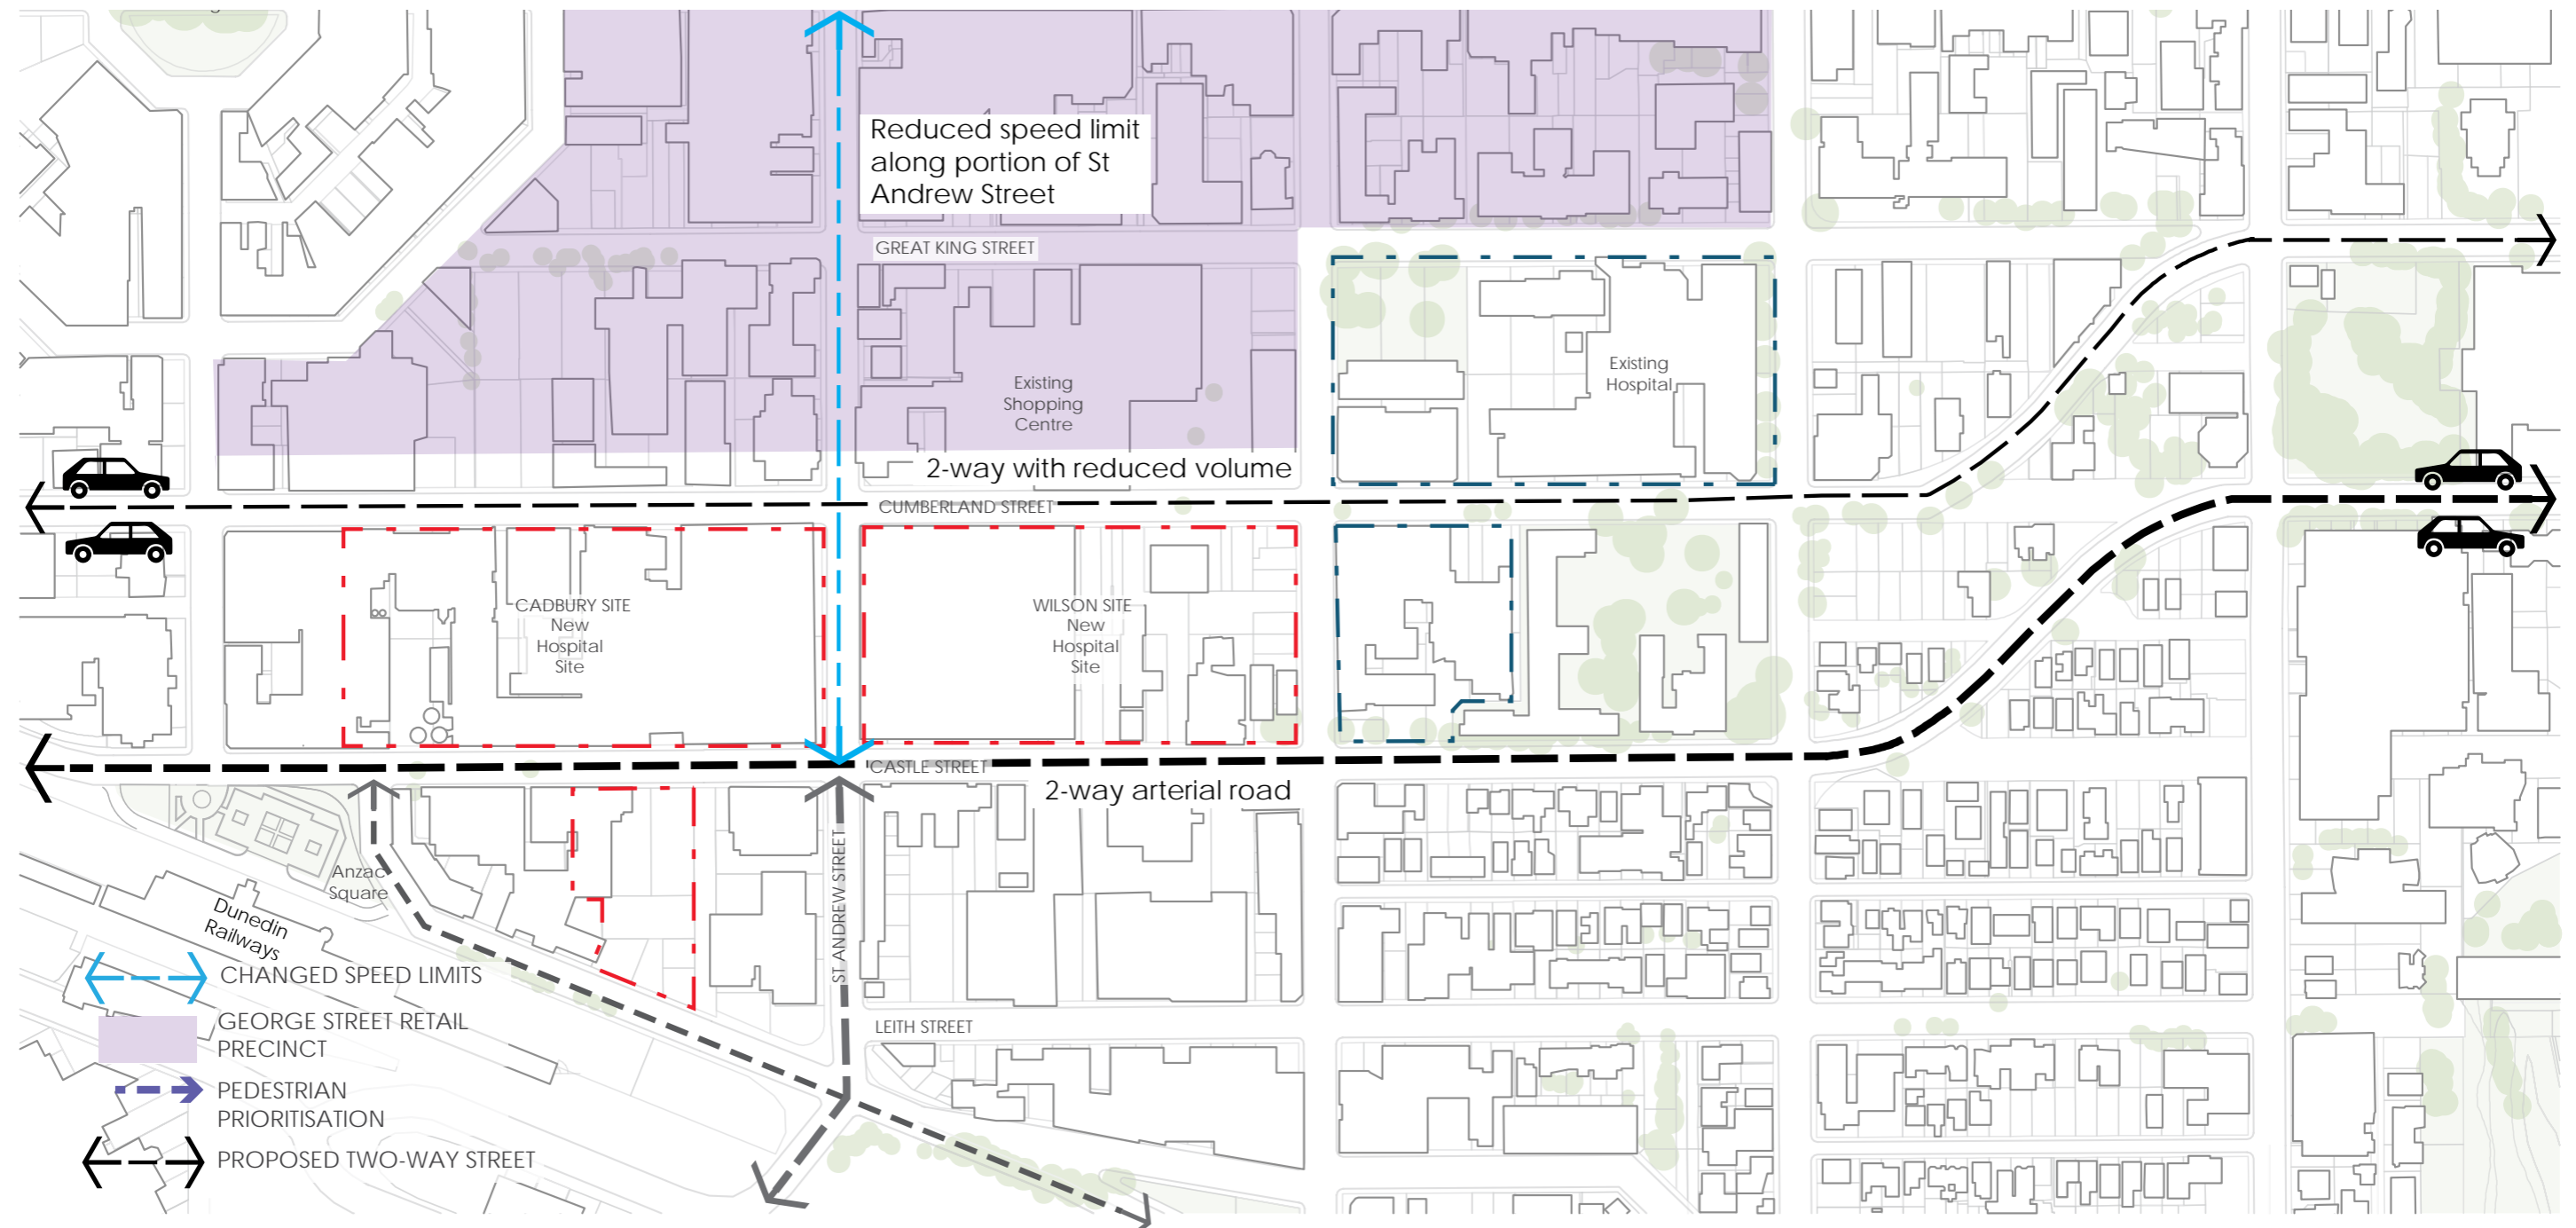 Reduced speed limit
along portion of St
Andrew Street
GREAT KING STREET
Existing
Shopping
Centre
Existing
Hospital
2-way with reduced volume
CUMBERLAND STREET
CADBURY SITE
New
Hospital
Site
WILSON SITE
New
Hospital
Site
CASTLE STREET
2-way arterial road
ST ANDREW STREET
Anzac
Square
Dunedin
Railways
LEITH STREET
CHANGED SPEED LIMITS
GEORGE STREET RETAIL
PRECINCT
PEDESTRIAN
PRIORITISATION
PROPOSED TWO-WAY STREET